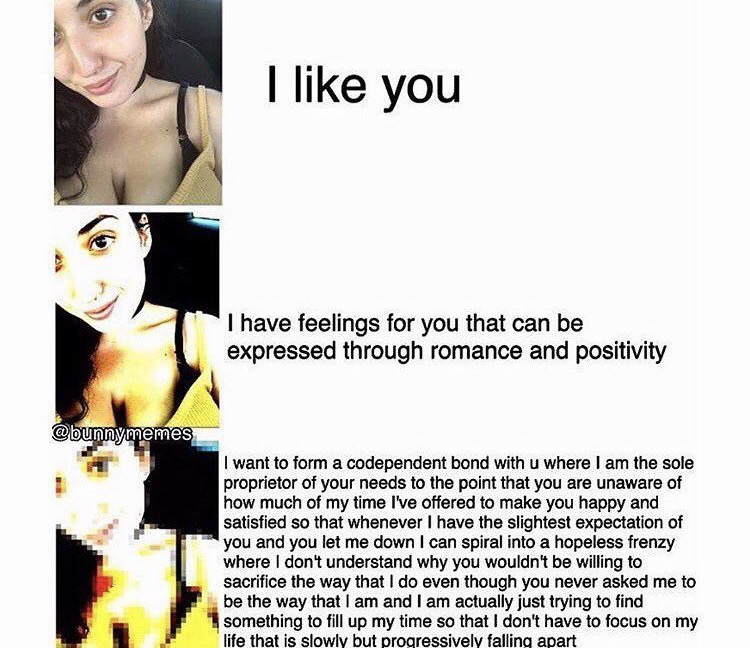 I like you
I have feelings for you that can be
expressed through romance and positivity
@bunnymemes
I want to form a codependent bond with u where I am the sole
proprietor of your needs to the point that you are unaware of
how much of my time I've offered to make you happy and
satisfied so that whenever I have the slightest expectation of
you and you let me down I can spiral into a hopeless frenzy
where I don't understand why you wouldn't be willing to
sacrifice the way that I do even though you never asked me to
be the way that I am and I am actually just trying to find
something to fill up my time so that I don't have to focus on my
life that is slowly but progressively falling apart